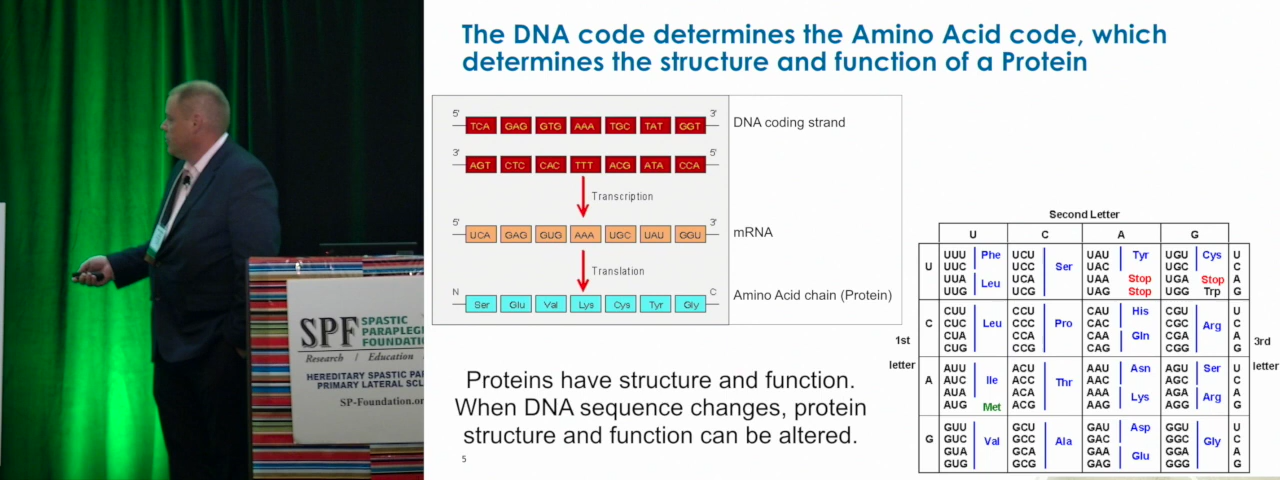 The DNA code determines the Amino Acid code, which
determines the structure and function of a Protein
5' 3'
TCA GAG GTG AAA TGC TAT GGT
DNA coding strand
3' 5'
AGT CTC CAC TTT ACG ATA CCA
Transcription
5' 3'
UCA GAG GUG AAA UGC UAU GGU
mRNA
Translation
N C
Ser Glu Val Lys Cys Tyr Gly
Amino Acid chain (Protein)
Proteins have structure and function.
When DNA sequence changes, protein
structure and function can be altered.
5
Second Letter
U C A G
U
UUU Phe UCU Ser UAU Tyr UGU Cys U
UUC UCC UAC UGC C
UUA Leu UCA UAA Stop UGA Stop A
UUG UCG UAG Stop UGG Trp G
C
CUU Leu CCU Pro CAU His CGU Arg U
CUC CCC CAC CGC C
CUA CCA CAA Gln CGA A
CUG CCG CAG CGG G
1st letter
3rd letter
A
AUU Ile ACU Thr AAU Asn AGU Ser U
AUC ACC AAC AGC C
AUA ACA AAA Lys AGA Arg A
AUG Met ACG AAG AGG G
G
GUU Val GCU Ala GAU Asp GGU Gly U
GUC GCC GAC GGC C
GUA GCA GAA Glu GGA A
GUG GCG GAG GGG G
SPF SPASTIC
PARAPLEG
FOUNDATI
Research / Education
HEREDITARY SPASTIC PA
PRIMARY LATERAL SCL
SP-Foundation.or